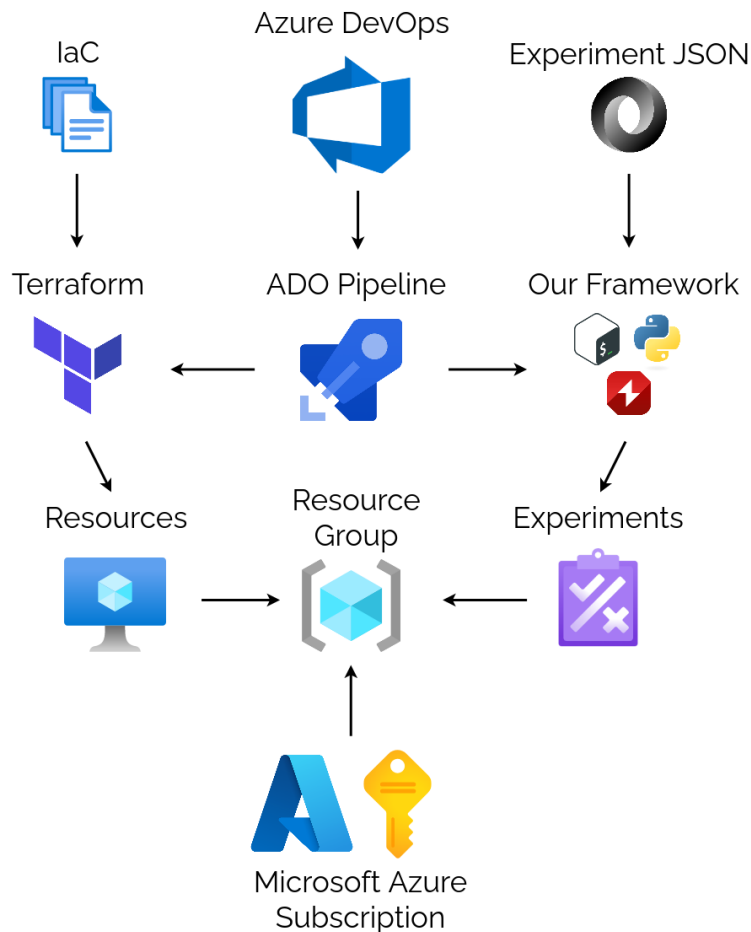 Azure DevOps
IaC
Experiment JSON
Terraform
ADO Pipeline
Our Framework
$_
Resources
Resource
Group
Experiments
Microsoft Azure
Subscription